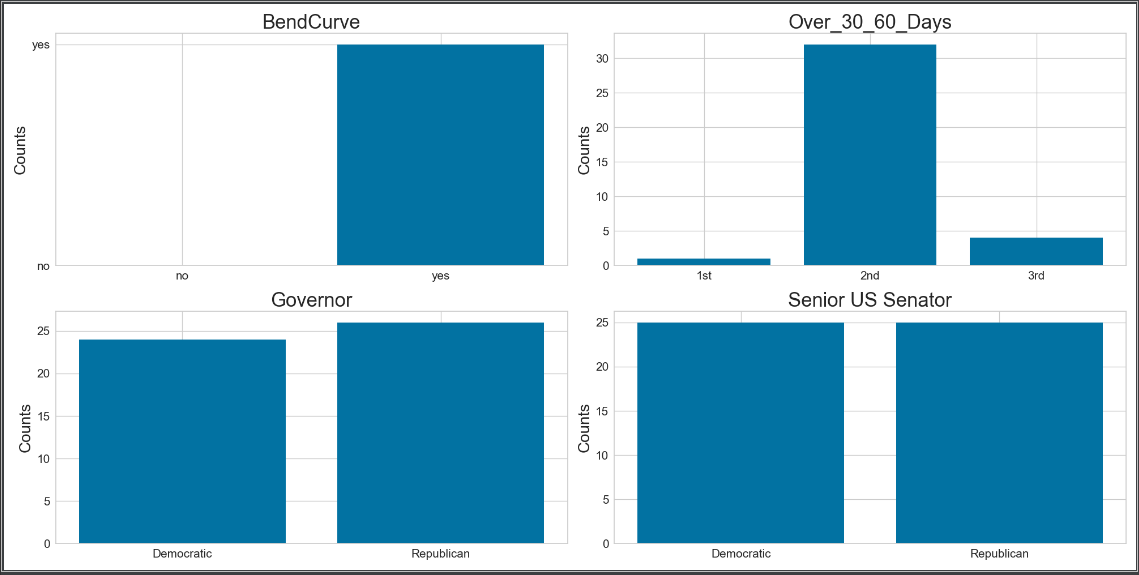 BendCurve
Counts
yes
no
no yes
Over_30_60_Days
Counts
30
25
20
15
10
5
0
1st 2nd 3rd
Governor
Counts
25
20
15
10
5
0
Democratic Republican
Senior US Senator
Counts
25
20
15
10
5
0
Democratic Republican